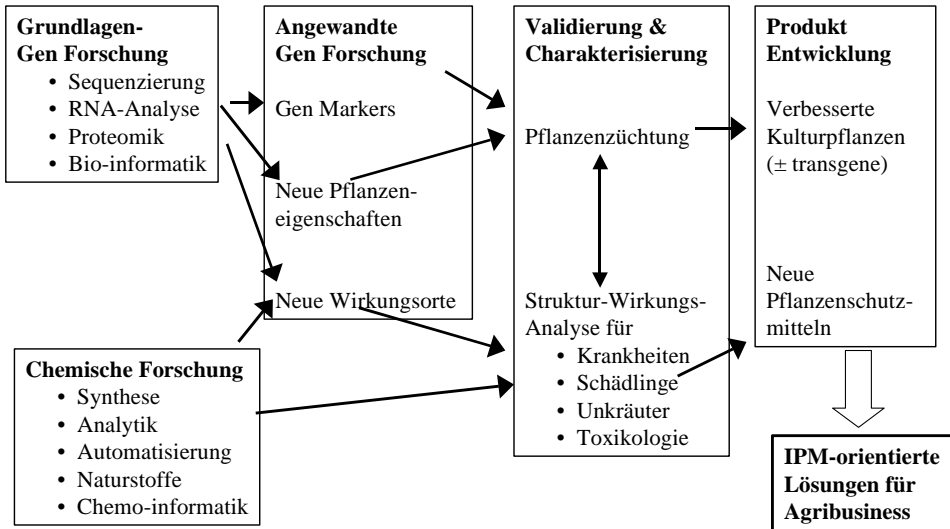 Grundlagen-
Gen Forschung
• Sequenzierung
• RNA-Analyse
• Proteomik
• Bio-informatik
Chemische Forschung
• Synthese
• Analytik
• Automatisierung
• Naturstoffe
• Chemo-informatik
Angewandte
Gen Forschung
Gen Markers
Neue Pflanzen-
eigenschaften
Neue Wirkungsorte
Validierung &
Charakterisierung
Pflanzenzüchtung
Struktur-Wirkungs-
Analyse für
• Krankheiten
• Schädlinge
• Unkräuter
• Toxikologie
Produkt
Entwicklung
Verbesserte
Kulturpflanzen
(± transgene)
Neue
Pflanzenschutz-
mitteln
IPM-orientierte
Lösungen für
Agribusiness